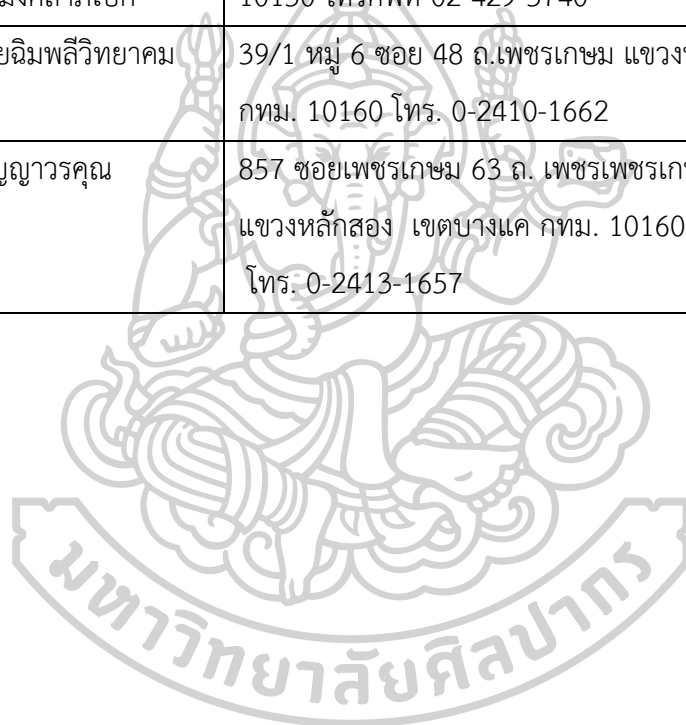 10150 โทรศัพท์ 02-429-3740
ยฉิมพลีวิทยาคม
39/1 หมู่ 6 ซอย 48 ถ.เพชรเกษม แขวง
กทม. 10160 โทร. 0-2410-1662
857 ซอยเพชรเกษม 63 ถ. เพชรเพชรเกษ
ญญาวรคุณ
แขวงหลักสอง เขตบางแค กทม. 10160
โทร. 0-2413-1657
มหาวิทยาลัยศิลปากร